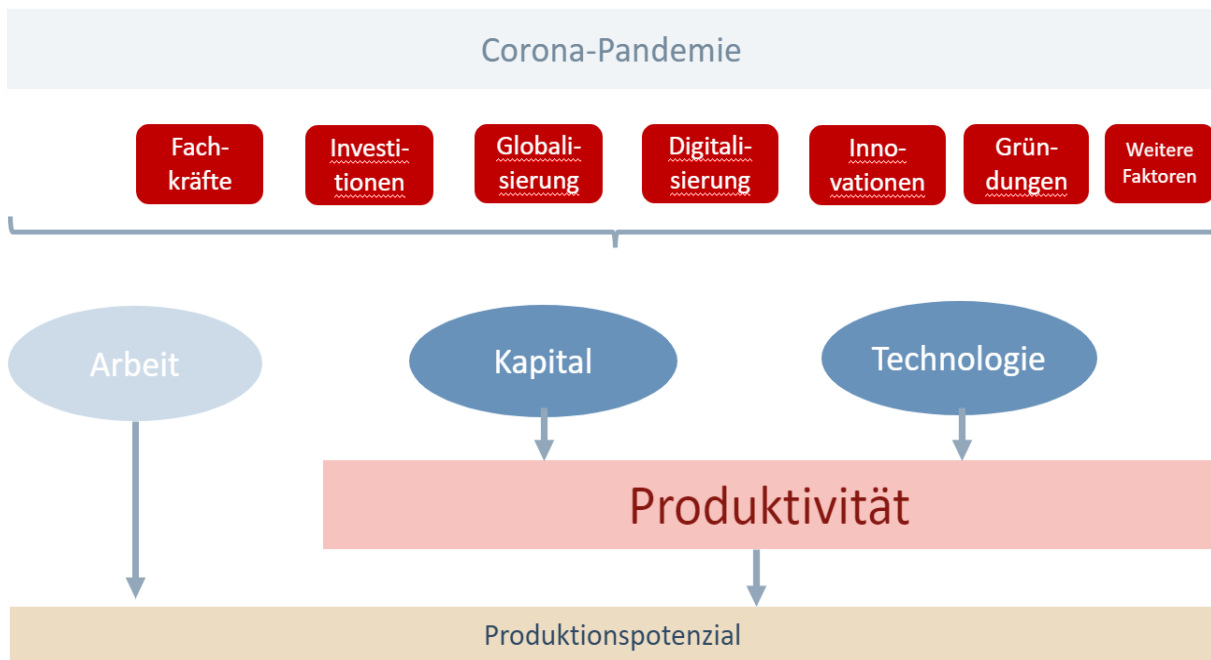 Corona-Pandemie
Fach-
kräfte
Investi-
tionen
Globali-
sierung
Digitali-
sierung
Inno-
vationen
Grün-
dungen
Weitere
Faktoren
Arbeit
Kapital
Technologie
Produktivität
Produktionspotenzial